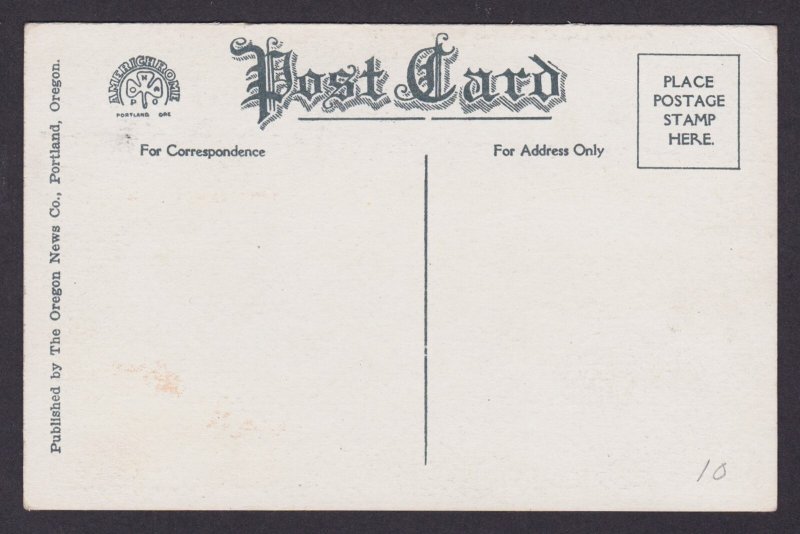 AMERICHROME
PORTLAND ORE
Post Card
PLACE
POSTAGE
STAMP
HERE.
For Correspondence
For Address Only
Published by The Oregon News Co., Portland, Oregon.
10